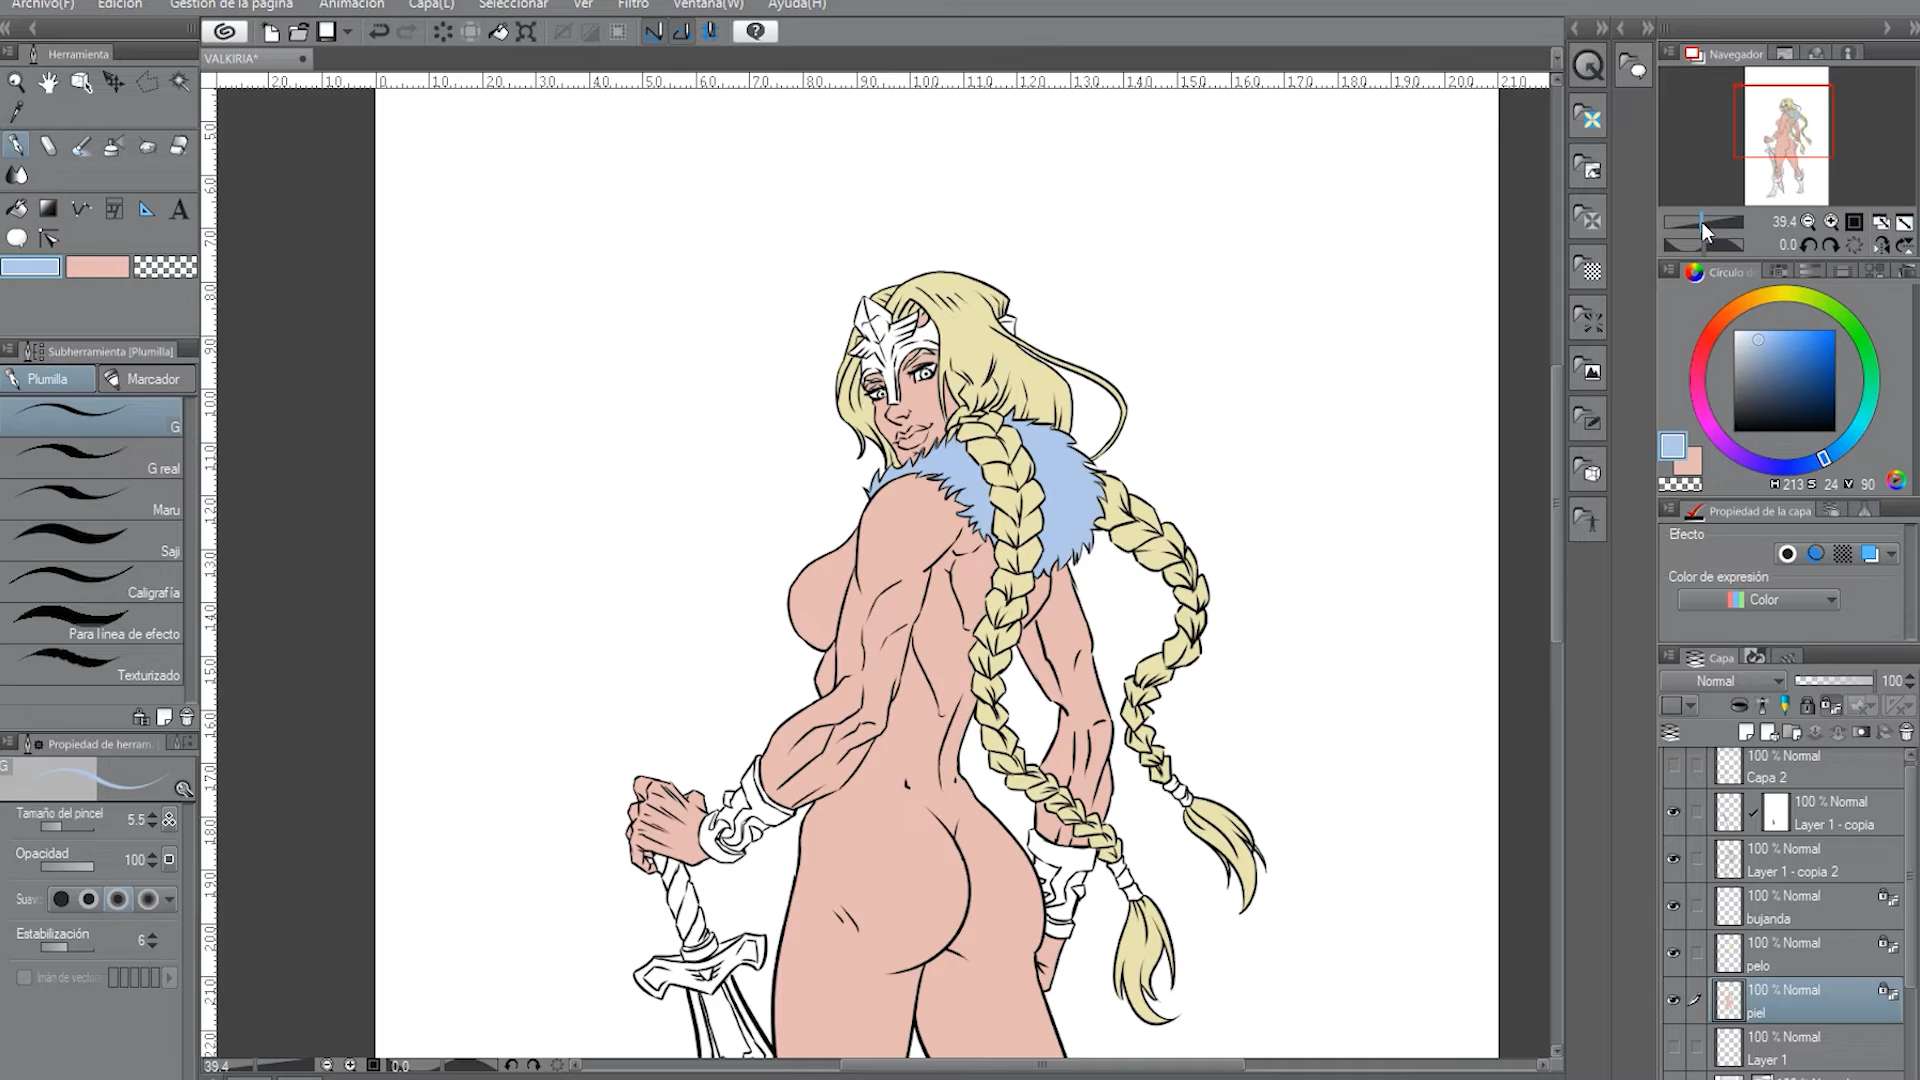 Archivo(F) Edición Gestión de la página Animación Capa(L) Seleccionar Ver Filtro Ventana(W) Ayuda(H)
Herramienta
VALKIRIA*
Navegador
39.4
0.0
Círculo d
H 213 S 24 V 90
Subherramienta [Plumilla]
Plumilla
Marcador
G
G real
Maru
Saji
Caligrafía
Para línea de efecto
Texturizado
Propiedad de herram.
G
Tamaño del pincel 5.5
Opacidad 100
Suav.
Estabilización 6
Imán de vectore
Propiedad de la capa
Efecto
Color de expresión
Color
Capa
Normal 100
100 % Normal
Capa 2
100 % Normal
Layer 1 - copia
100 % Normal
Layer 1 - copia 2
100 % Normal
bujanda
100 % Normal
pelo
100 % Normal
piel
100 % Normal
Layer 1
39.4 0.0